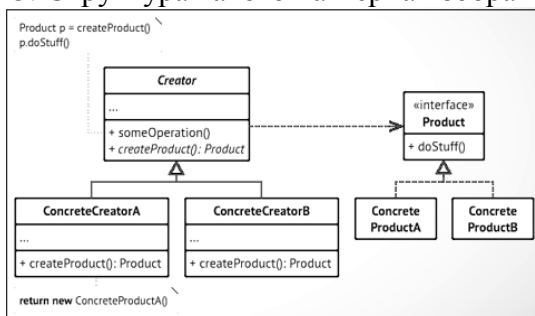 Product p = createProduct()
p.doStuff()
Creator
...
+ someOperation()
+ createProduct(): Product
«interface»
Product
+ doStuff()
ConcreteCreatorA
...
+ createProduct(): Product
ConcreteCreatorB
...
+ createProduct(): Product
Concrete
ProductA
Concrete
ProductB
return new ConcreteProductA()